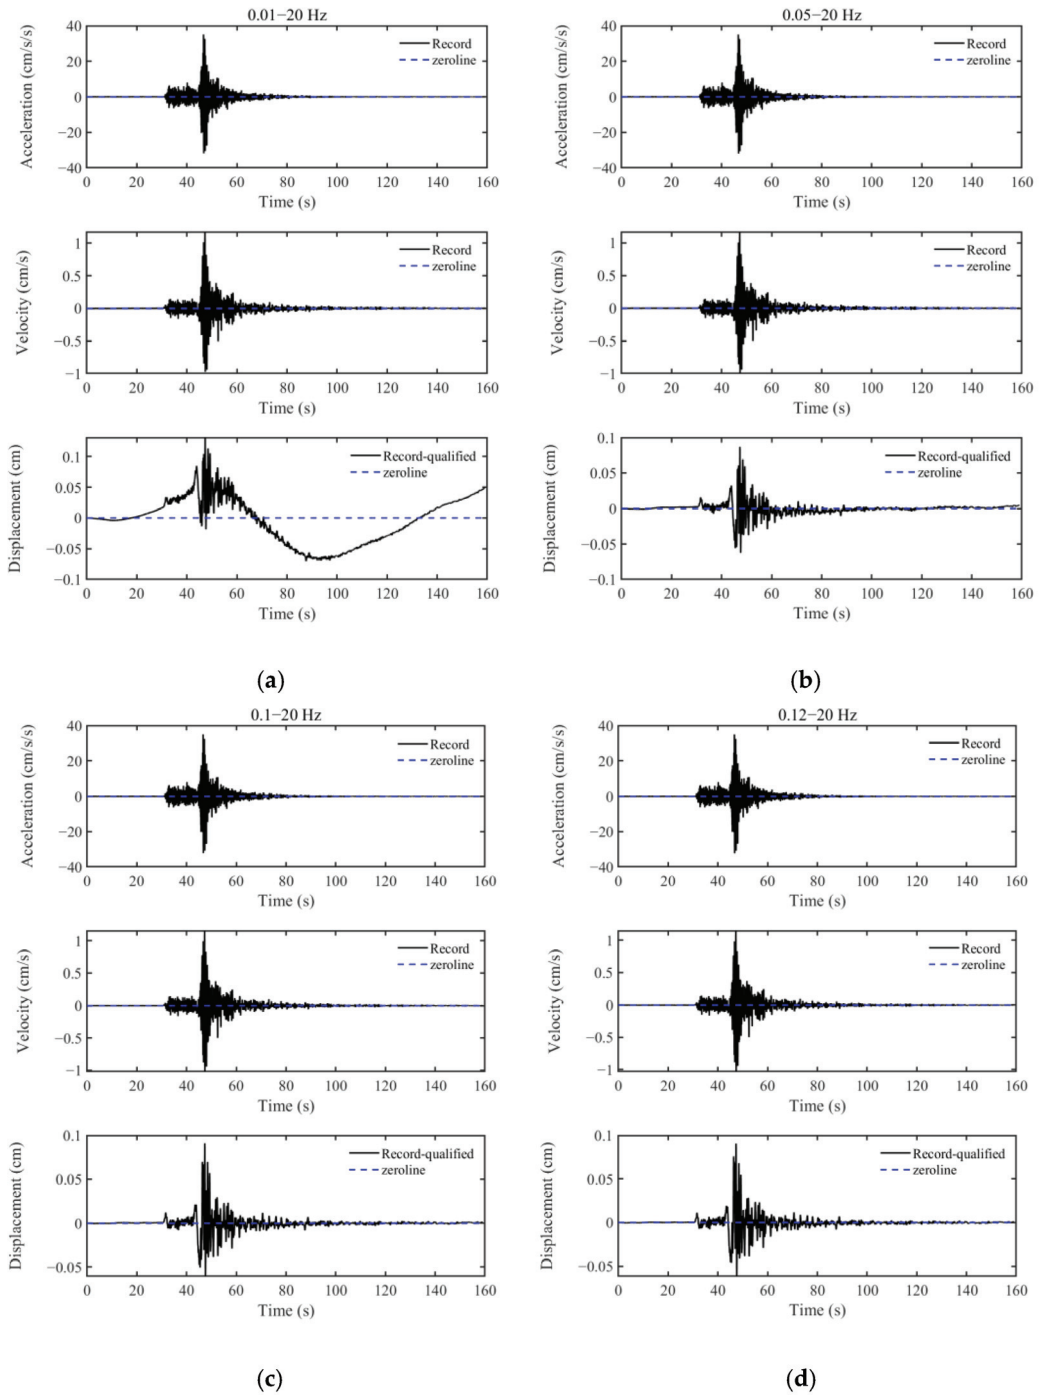 0.01−20 Hz
Acceleration (cm/s/s)
40
20
0
−20
−40
Record
zeroline
0 20 40 60 80 100 120 140 160
Time (s)
Velocity (cm/s)
1
0.5
0
−0.5
−1
Record
zeroline
0 20 40 60 80 100 120 140 160
Time (s)
Displacement (cm)
0.1
0.05
0
−0.05
−0.1
Record-qualified
zeroline
0 20 40 60 80 100 120 140 160
Time (s)
(a)
0.05−20 Hz
Acceleration (cm/s/s)
40
20
0
−20
−40
Record
zeroline
0 20 40 60 80 100 120 140 160
Time (s)
Velocity (cm/s)
1
0.5
0
−0.5
−1
Record
zeroline
0 20 40 60 80 100 120 140 160
Time (s)
Displacement (cm)
0.1
0.05
0
−0.05
−0.1
Record-qualified
zeroline
0 20 40 60 80 100 120 140 160
Time (s)
(b)
0.1−20 Hz
Acceleration (cm/s/s)
40
20
0
−20
−40
Record
zeroline
0 20 40 60 80 100 120 140 160
Time (s)
Velocity (cm/s)
1
0.5
0
−0.5
−1
Record
zeroline
0 20 40 60 80 100 120 140 160
Time (s)
Displacement (cm)
0.1
0.05
0
−0.05
Record-qualified
zeroline
0 20 40 60 80 100 120 140 160
Time (s)
(c)
0.12−20 Hz
Acceleration (cm/s/s)
40
20
0
−20
−40
Record
zeroline
0 20 40 60 80 100 120 140 160
Time (s)
Velocity (cm/s)
1
0.5
0
−0.5
−1
Record
zeroline
0 20 40 60 80 100 120 140 160
Time (s)
Displacement (cm)
0.1
0.05
0
−0.05
Record-qualified
zeroline
0 20 40 60 80 100 120 140 160
Time (s)
(d)